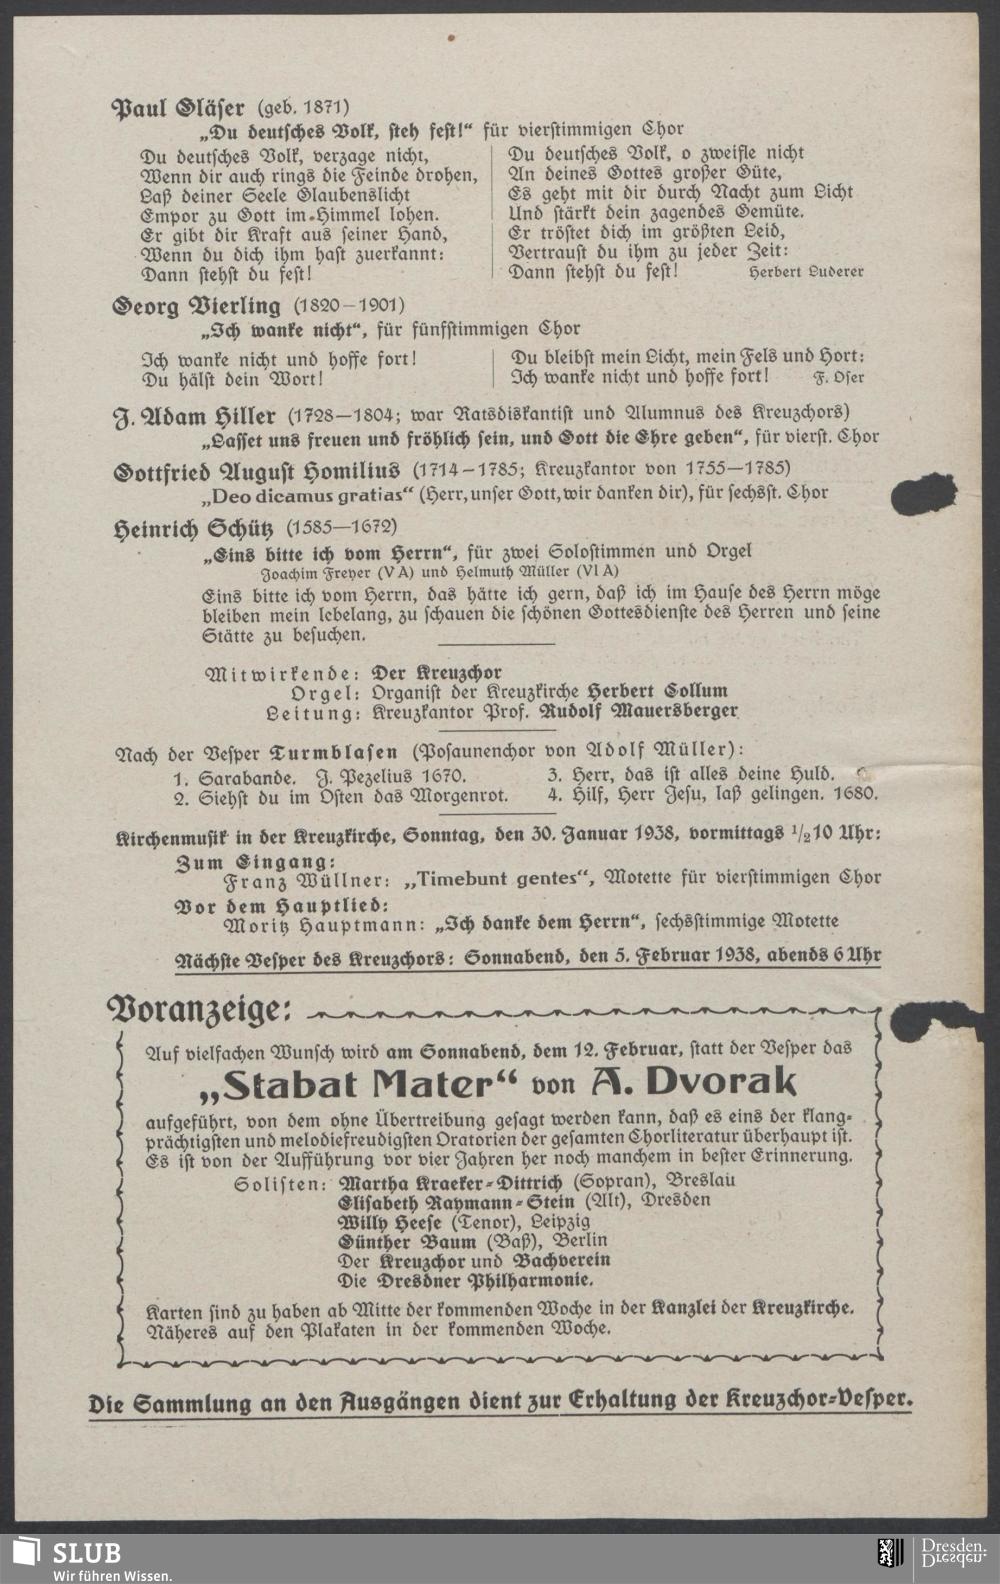 Paul Gläser (geb. 1871)
„Du deutsches Volk, steh fest!“ für vierstimmigen Chor
Du deutsches Volk, verzage nicht,
Wenn dir auch rings die Feinde drohen,
Laß deiner Seele Glaubenslicht
Empor zu Gott im Himmel lohen.
Er gibt dir Kraft aus seiner Hand,
Wenn du dich ihm hast zuerkannt:
Dann stehst du fest!
Du deutsches Volk, o zweifle nicht
An deines Gottes großer Güte,
Es geht mit dir durch Nacht zum Licht
Und stärkt dein zagendes Gemüte.
Er tröstet dich im größten Leid,
Vertraust du ihm zu jeder Zeit:
Dann stehst du fest! Herbert Luderer
Georg Vierling (1820–1901)
„Ich wanke nicht“, für fünfstimmigen Chor
Ich wanke nicht und hoffe fort!
Du hälst dein Wort!
Du bleibst mein Licht, mein Fels und Hort:
Ich wanke nicht und hoffe fort! F. Oser
J. Adam Hiller (1728—1804; war Ratsdiskantist und Alumnus des Kreuzchors)
„Lasset uns freuen und fröhlich sein, und Gott die Ehre geben“, für vierst. Chor
Gottfried August Homilius (1714–1785; Kreuzkantor von 1755—1785)
„Deo dicamus gratias“ (Herr, unser Gott, wir danken dir), für sechsst. Chor
Heinrich Schütz (1585—1672)
„Eins bitte ich vom Herrn“, für zwei Solostimmen und Orgel
Joachim Freyer (V A) und Helmuth Müller (VI A)
Eins bitte ich vom Herrn, das hätte ich gern, daß ich im Hause des Herrn möge
bleiben mein lebelang, zu schauen die schönen Gottesdienste des Herren und seine
Stätte zu besuchen.
Mitwirkende: Der Kreuzchor
Orgel: Organist der Kreuzkirche Herbert Collum
Leitung: Kreuzkantor Prof. Rudolf Mauersberger
Nach der Vesper Turmblasen (Posaunenchor von Adolf Müller):
1. Sarabande. J. Pezelius 1670.
2. Siehst du im Osten das Morgenrot.
3. Herr, das ist alles deine Huld.
4. Hilf, Herr Jesu, laß gelingen. 1680.
Kirchenmusik in der Kreuzkirche, Sonntag, den 30. Januar 1938, vormittags 1/2 10 Uhr:
Zum Eingang:
Franz Wüllner: „Timebunt gentes“, Motette für vierstimmigen Chor
Vor dem Hauptlied:
Moritz Hauptmann: „Ich danke dem Herrn“, sechsstimmige Motette
Nächste Vesper des Kreuzchors: Sonnabend, den 5. Februar 1938, abends 6 Uhr
Voranzeige:
Auf vielfachen Wunsch wird am Sonnabend, dem 12. Februar, statt der Vesper das
„Stabat Mater“ von A. Dvorak
aufgeführt, von dem ohne Übertreibung gesagt werden kann, daß es eins der klang-
prächtigsten und melodiefreudigsten Oratorien der gesamten Chorliteratur überhaupt ist.
Es ist von der Aufführung vor vier Jahren her noch manchem in bester Erinnerung.
Solisten: Martha Kraeker-Dittrich (Sopran), Breslau
Elisabeth Raymann-Stein (Alt), Dresden
Willy Heese (Tenor), Leipzig
Günther Baum (Baß), Berlin
Der Kreuzchor und Bachverein
Die Dresdner Philharmonie.
Karten sind zu haben ab Mitte der kommenden Woche in der Kanzlei der Kreuzkirche.
Näheres auf den Plakaten in der kommenden Woche.
Die Sammlung an den Ausgängen dient zur Erhaltung der Kreuzchor-Vesper.
SLUB
Wir führen Wissen.
Dresden.
Dresden.